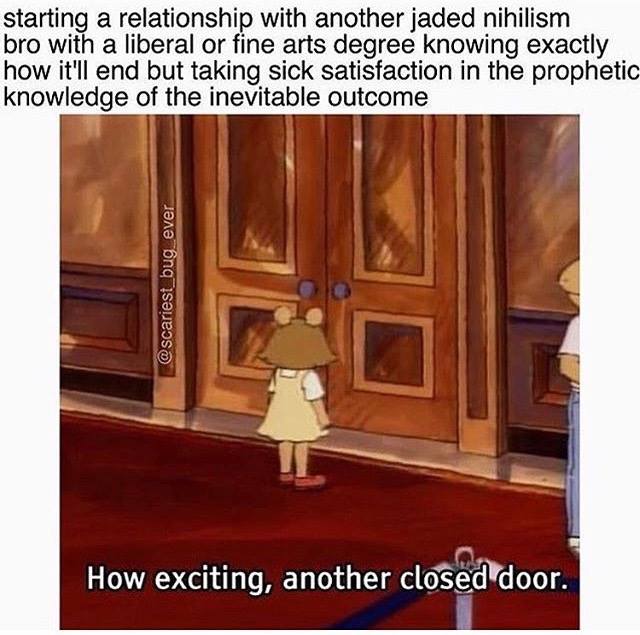 starting a relationship with another jaded nihilism
bro with a liberal or fine arts degree knowing exactly
how it'll end but taking sick satisfaction in the prophetic
knowledge of the inevitable outcome
@scariest_bug_ever
How exciting, another closed door.